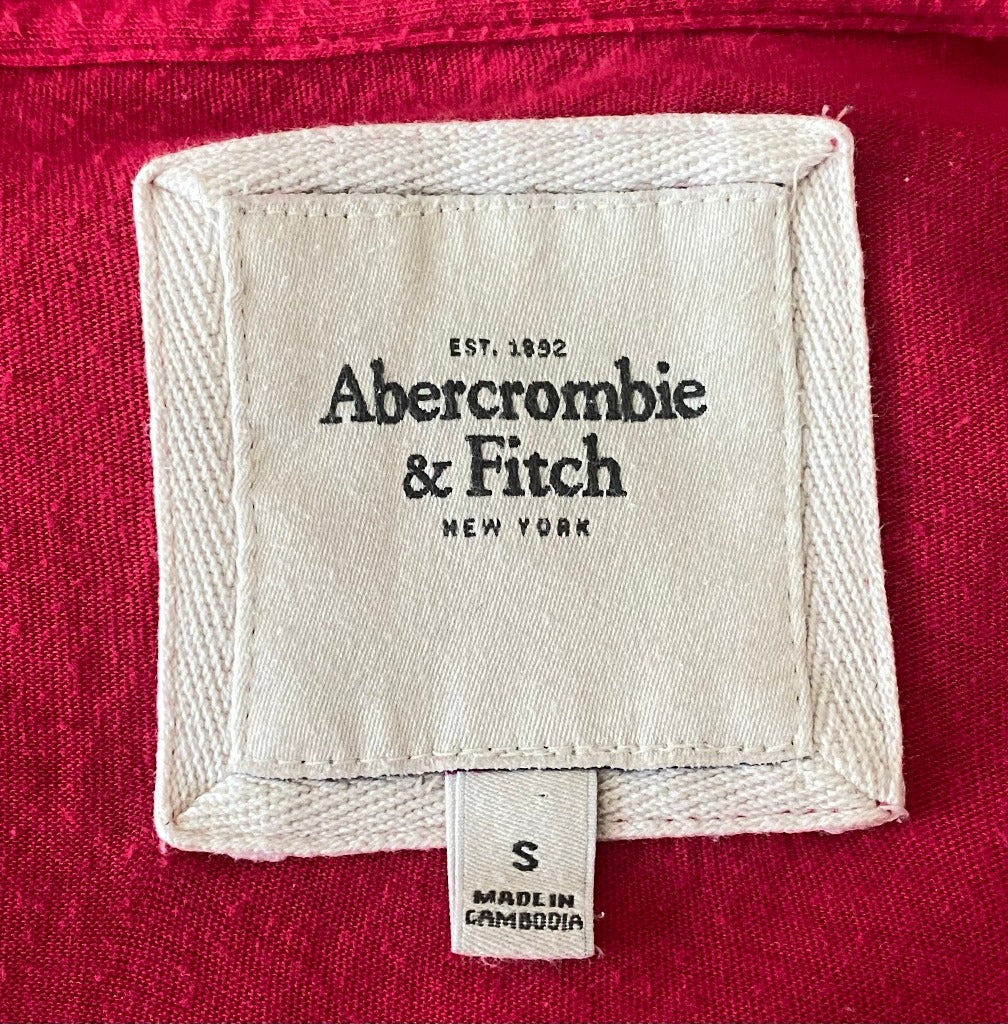 EST. 1892
Abercrombie
& Fitch
NEW YORK
S
MADE IN
CAMBODIA